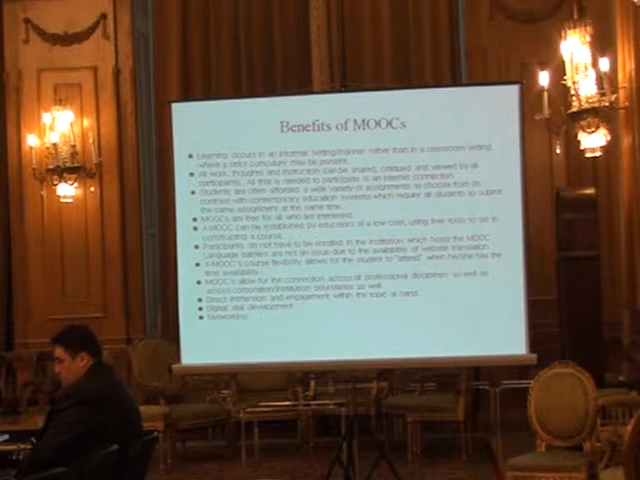 Benefits of MOOCs
Learning occurs in an informal setting/manner rather than in a classroom setting
where a strict curriculum may be present.
All work, thoughts and instruction can be shared, critiqued and viewed by all
participants. All that is needed to participate is an internet connection.
Students are often afforded a wide variety of assignments to choose from (in
contrast with contemporary education systems which require all students to submit
the same assignment at the same time.
MOOCs are free for all who are interested.
A MOOC can be established by educators at a low cost, using free tools to aid in
constructing a course.
Participants do not have to be enrolled in the institution which hosts the MOOC.
Language barriers are not an issue due to the availability of website translation.
A MOOC's course flexibility allows for the student to "attend" when he/she has the
time availability.
MOOC's allow for the connection across all professional disciplines as well as
across corporation/institution boundaries as well.
Direct immersion and engagement within the topic at hand.
Digital skill development
Networking